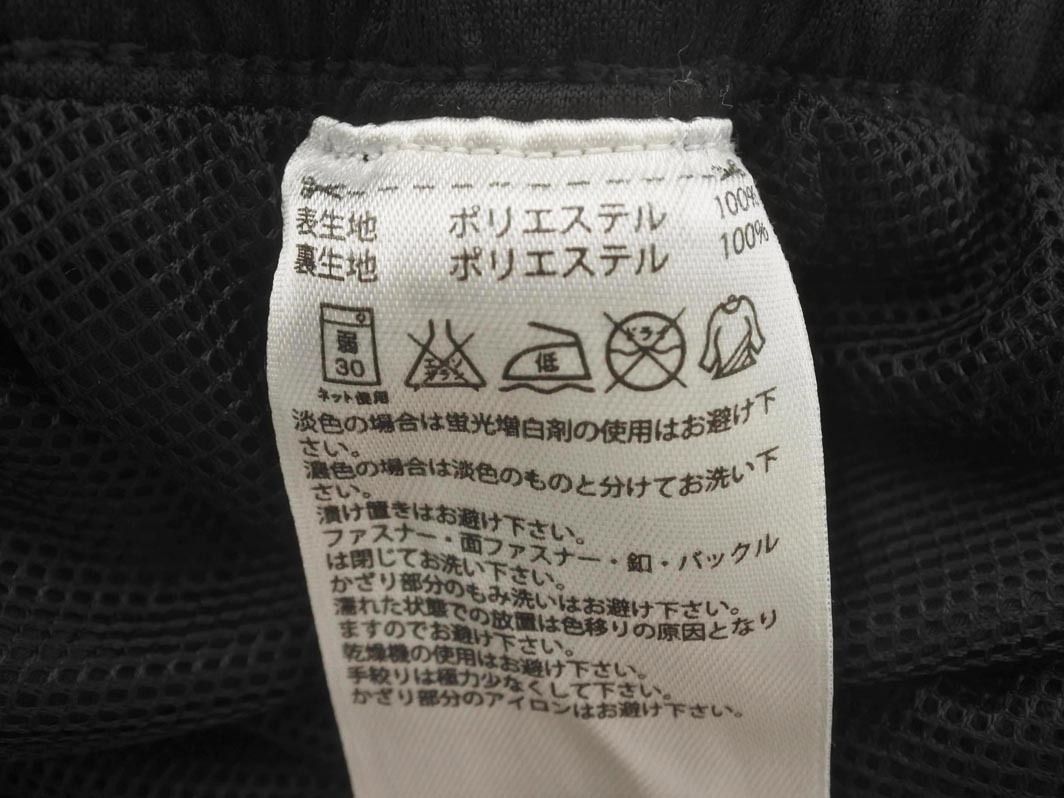 表生地 ポリエステル 100%
裏生地 ポリエステル 100%
弱 30 エンソ サラシ 低 ドライ
ネット使用
淡色の場合は蛍光増白剤の使用はお避け下
さい。
濃色の場合は淡色のものと分けてお洗い下
さい。
漬け置きはお避け下さい。
ファスナー・面ファスナー・釦・バックル
は閉じてお洗い下さい。
かざり部分のもみ洗いはお避け下さい。
濡れた状態での放置は色移りの原因となり
ますのでお避け下さい。
乾燥機の使用はお避け下さい。
手絞りは極力少なくして下さい。
かざり部分のアイロンはお避け下さい。